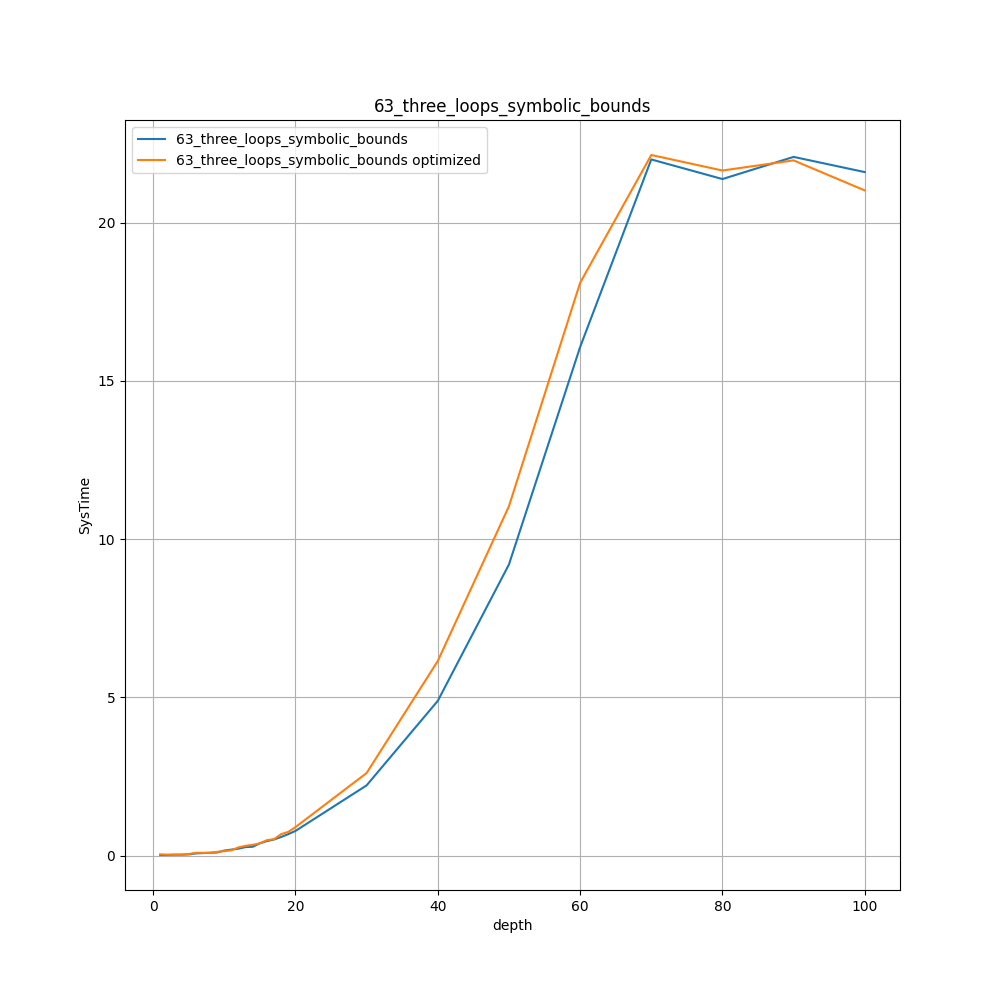 63_three_loops_symbolic_bounds
63_three_loops_symbolic_bounds
63_three_loops_symbolic_bounds optimized
20
15
10
5
0
SysTime
0 20 40 60 80 100
depth